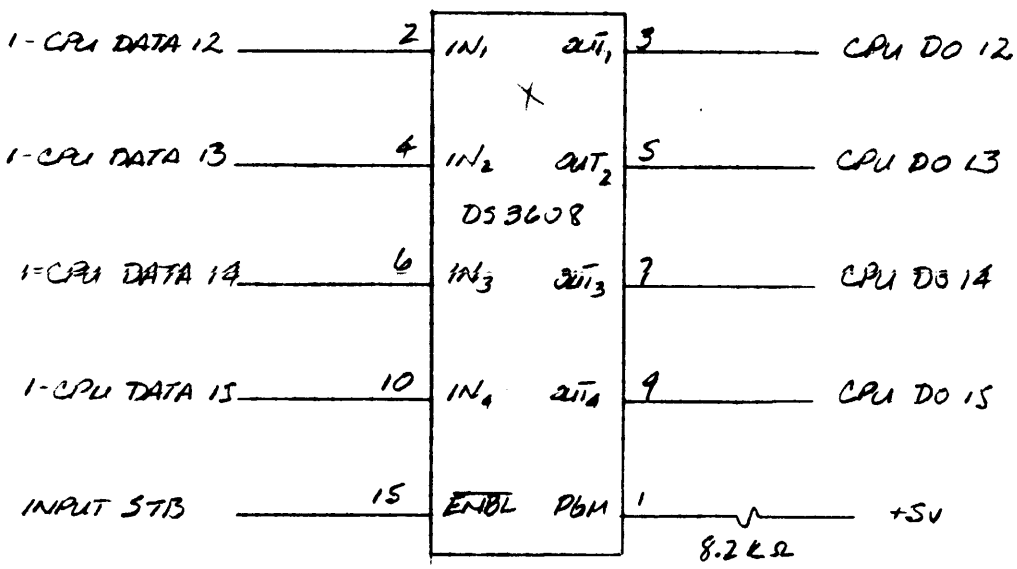 1-CPU DATA 12 2 IN1 OUT1 3 CPU DO 12
X
1-CPU DATA 13 4 IN2 OUT2 5 CPU DO 13
DS3608
1-CPU DATA 14 6 IN3 OUT3 7 CPU DO 14
1-CPU DATA 15 10 IN4 OUT4 9 CPU DO 15
INPUT STB 15 ENBL PGM 1 +5V
8.2 K Ω